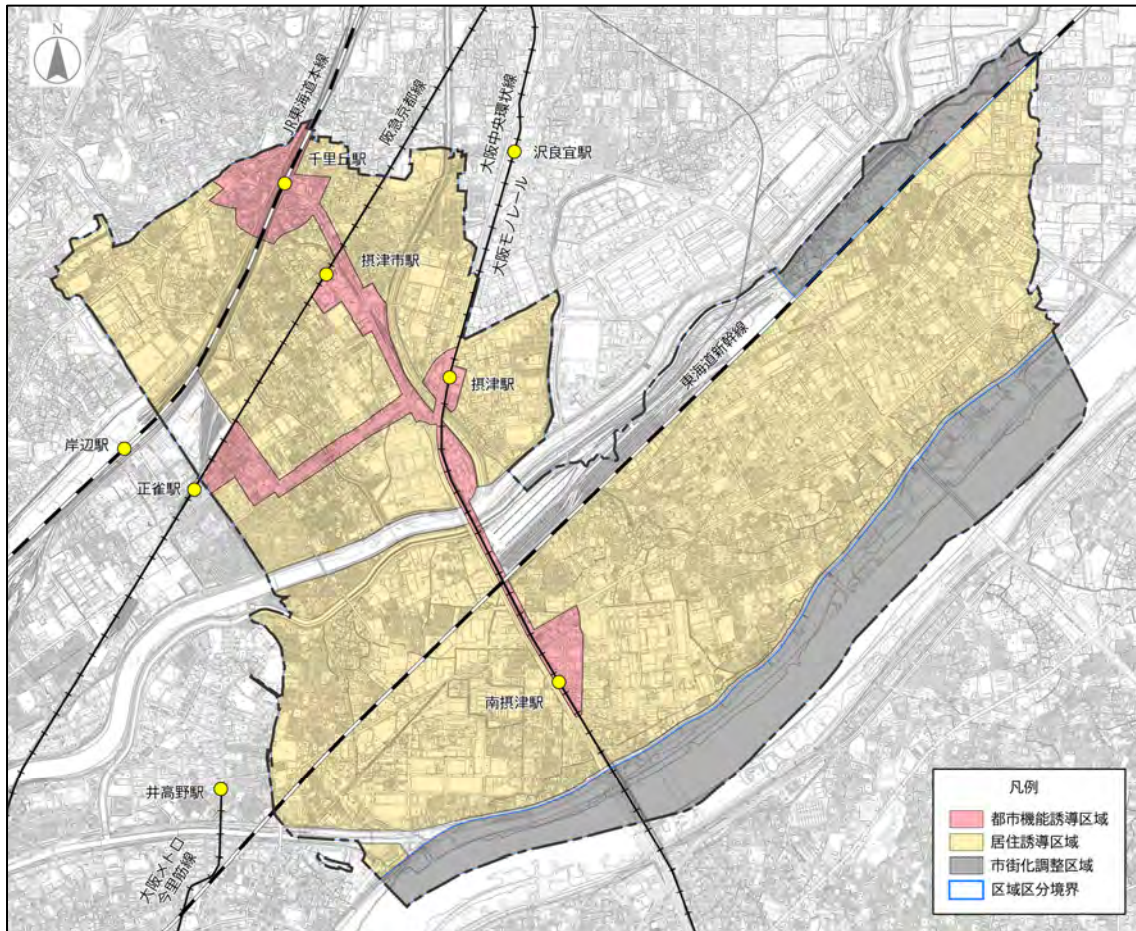 N
JR東海道本線
阪急京都線
大阪中央環状線
沢良宜駅
千里丘駅
大阪モノレール
摂津市駅
東海道新幹線
摂津駅
岸辺駅
正雀駅
南摂津駅
井高野駅
大阪メトロ
今里筋線
凡例
都市機能誘導区域
居住誘導区域
市街化調整区域
区域区分境界